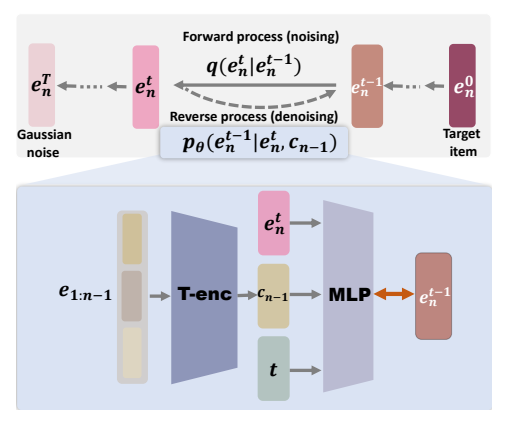 Forward process (noising)
q(e_n^t|e_n^{t-1})
e_n^T
e_n^t
e_n^{t-1}
e_n^0
Reverse process (denoising)
Gaussian
noise
p_θ(e_n^{t-1}|e_n^t, c_{n-1})
Target
item
e_n^t
e_{1:n-1}
T-enc
c_{n-1}
MLP
e_n^{t-1}
t